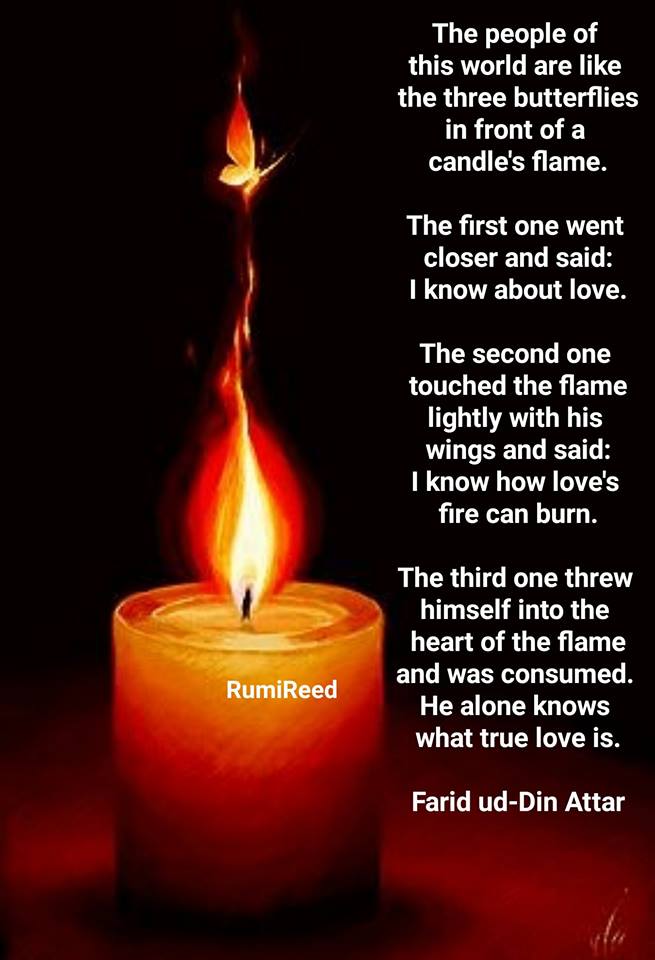 The people of
this world are like
the three butterflies
in front of a
candle's flame.
The first one went
closer and said:
I know about love.
The second one
touched the flame
lightly with his
wings and said:
I know how love's
fire can burn.
The third one threw
himself into the
heart of the flame
and was consumed.
He alone knows
what true love is.
Farid ud-Din Attar
RumiReed